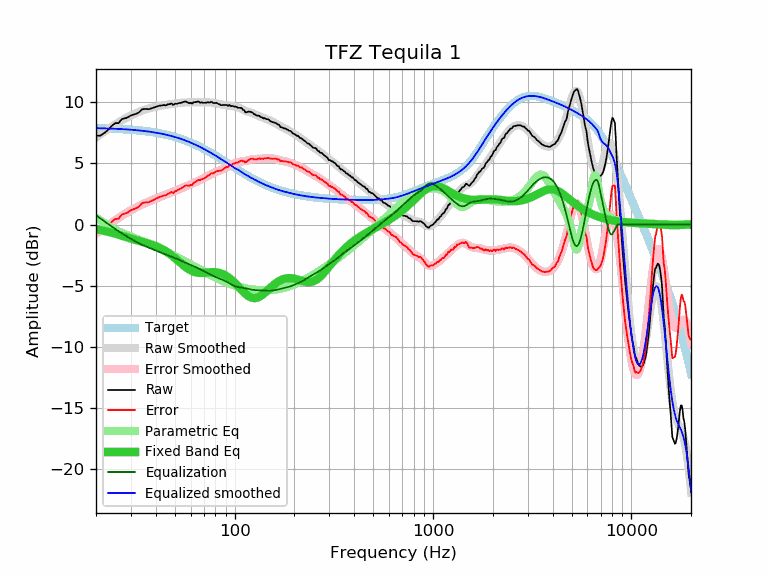 TFZ Tequila 1
Amplitude (dBr)
10
5
0
−5
−10
−15
−20
Target
Raw Smoothed
Error Smoothed
Raw
Error
Parametric Eq
Fixed Band Eq
Equalization
Equalized smoothed
100
1000
10000
Frequency (Hz)